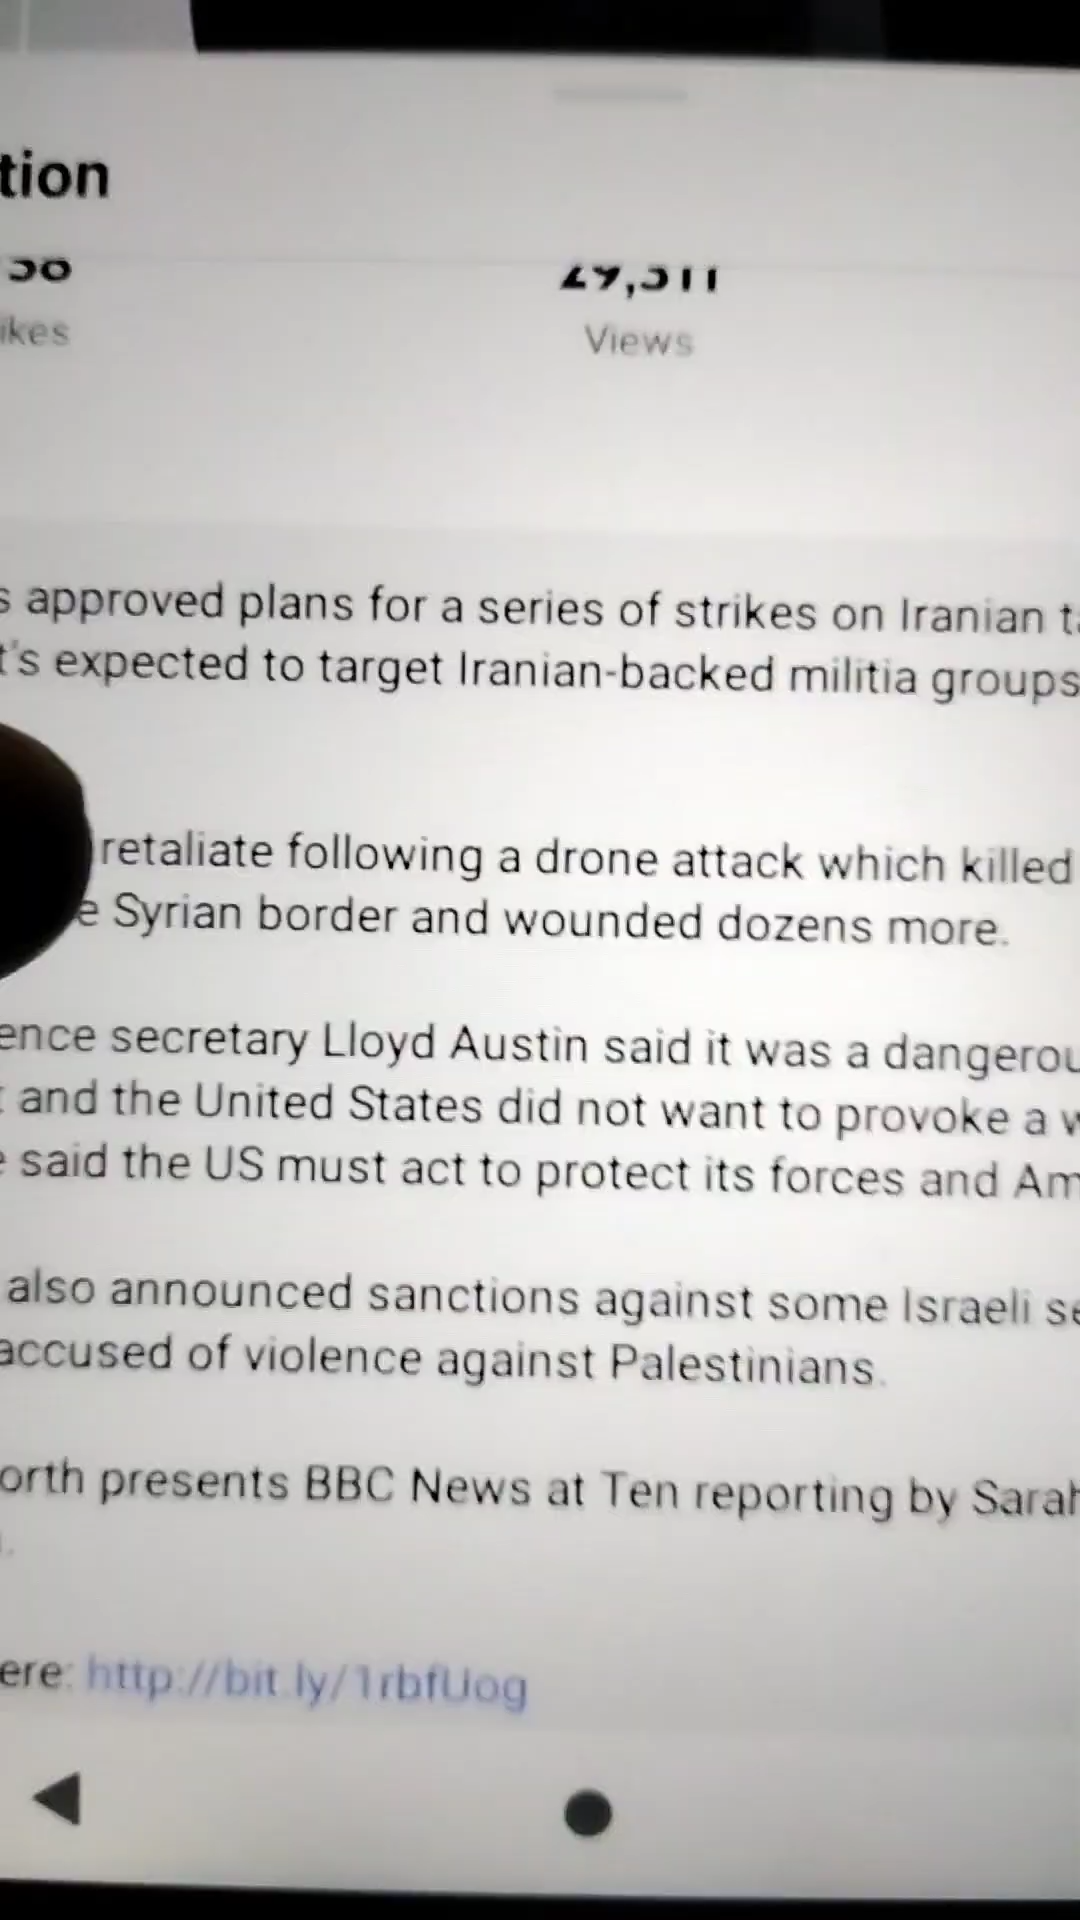 tion
ikes
Views
s approved plans for a series of strikes on Iranian
t's expected to target Iranian-backed militia groups
retaliate following a drone attack which killed
e Syrian border and wounded dozens more.
ence secretary Lloyd Austin said it was a dangerou
and the United States did not want to provoke a
e said the US must act to protect its forces and Am
also announced sanctions against some Israeli se
accused of violence against Palestinians.
orth presents BBC News at Ten reporting by Sarah
ere: http://bit.ly/1rbfUog